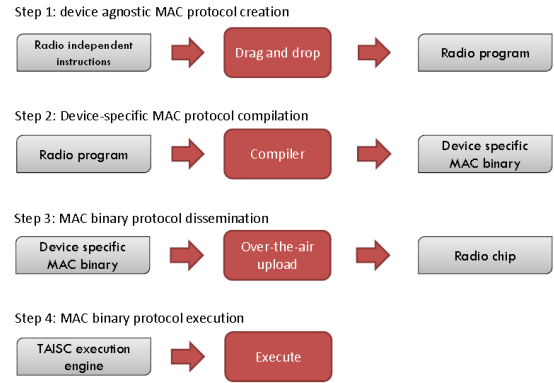 Step 1: device agnostic MAC protocol creation
Radio independent
instructions
Drag and drop
Radio program
Step 2: Device-specific MAC protocol compilation
Radio program
Compiler
Device specific
MAC binary
Step 3: MAC binary protocol dissemination
Device specific
MAC binary
Over-the-air
upload
Radio chip
Step 4: MAC binary protocol execution
TAISC execution
engine
Execute